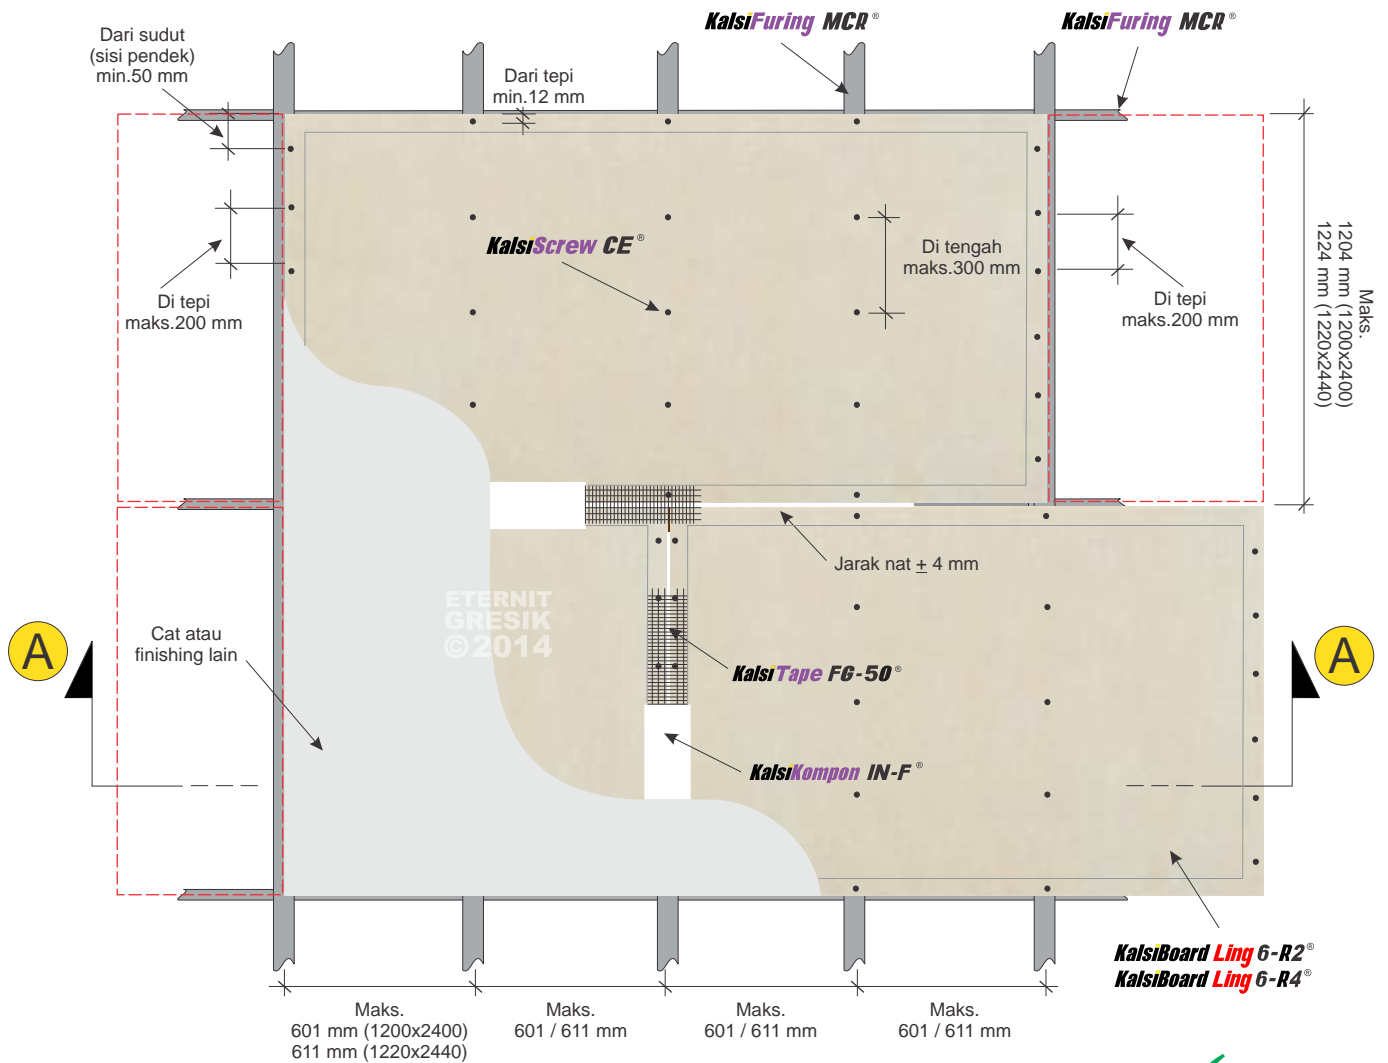 KalsiFuring MCR®
KalsiFuring MCR®
Dari sudut
(sisi pendek)
min.50 mm
Dari tepi
min.12 mm
KalsiScrew CE®
Di tengah
maks.300 mm
Di tepi
maks.200 mm
Di tepi
maks.200 mm
Maks.
1204 mm (1200x2400)
1224 mm (1220x2440)
Jarak nat ± 4 mm
ETERNIT
GRESIK
©2014
A
Cat atau
finishing lain
A
KalsiTape FG-50®
KalsiKompon IN-F®
KalsiBoard Ling 6-R2®
KalsiBoard Ling 6-R4®
Maks.
601 mm (1200x2400)
611 mm (1220x2440)
Maks.
601 / 611 mm
Maks.
601 / 611 mm
Maks.
601 / 611 mm